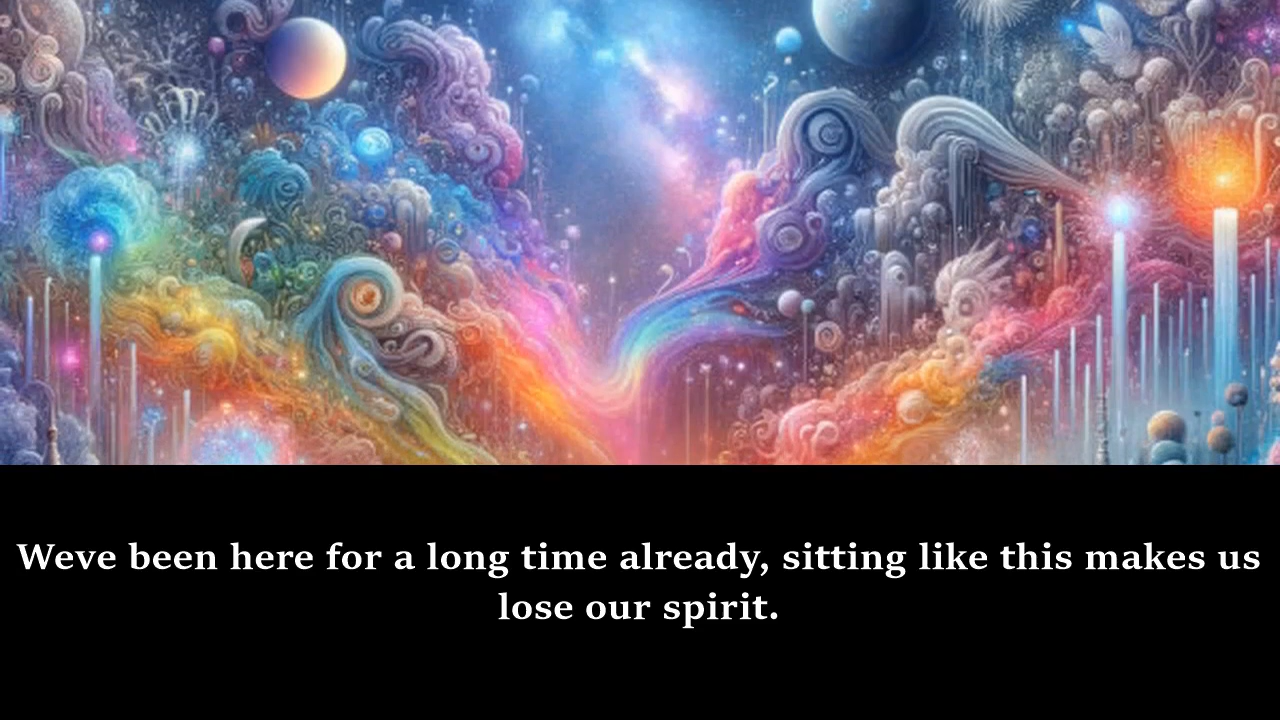 Weve been here for a long time already, sitting like this makes us
lose our spirit.